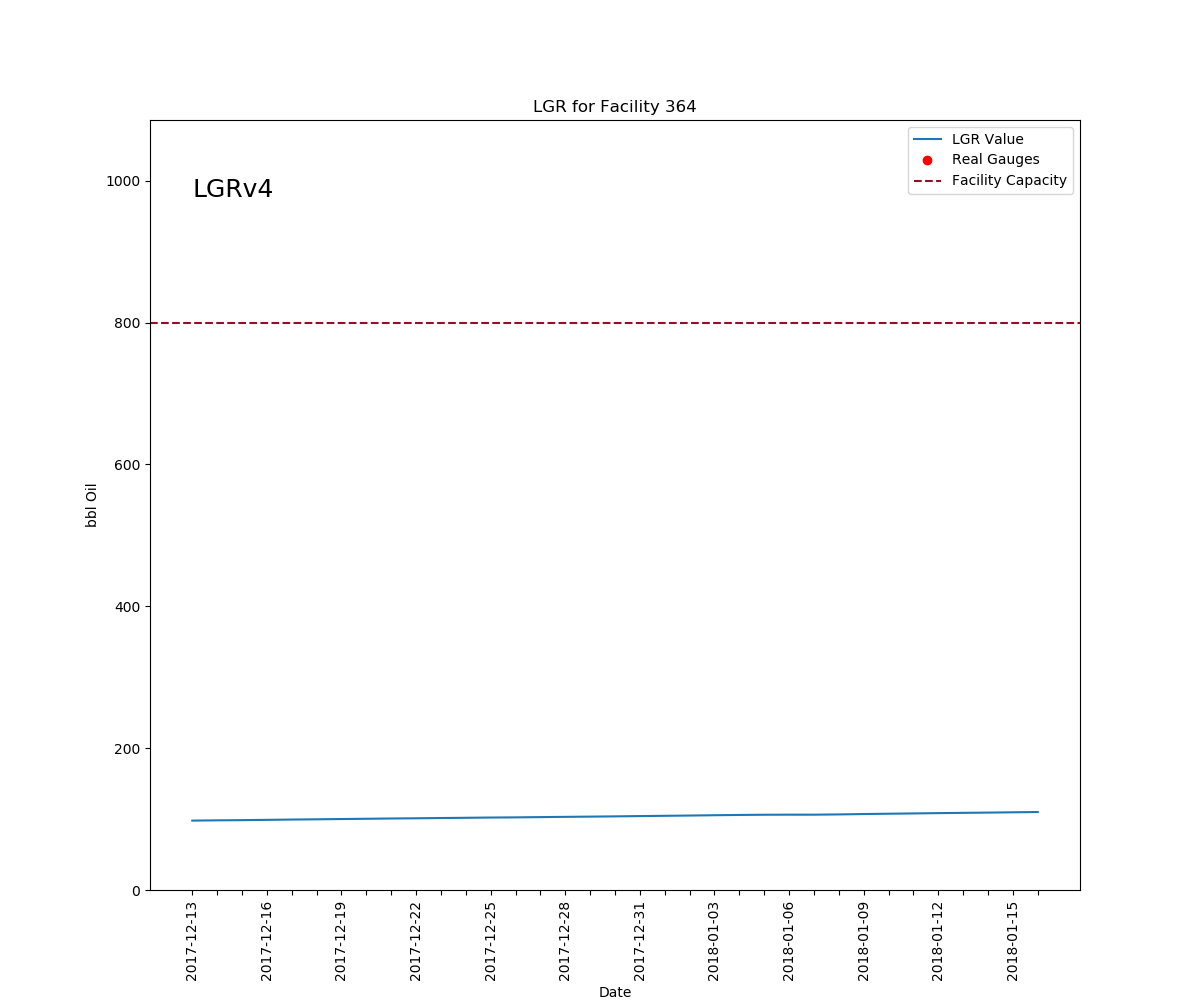 LGR for Facility 364
LGRv4
LGR Value
Real Gauges
Facility Capacity
1000
800
600
400
200
0
bbl Oil
2017-12-13
2017-12-16
2017-12-19
2017-12-22
2017-12-25
2017-12-28
2017-12-31
2018-01-03
2018-01-06
2018-01-09
2018-01-12
2018-01-15
Date